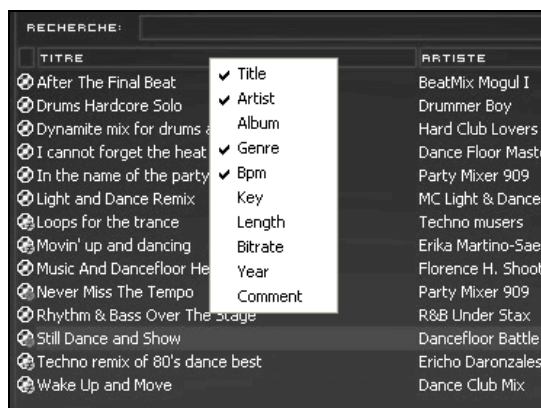 RECHERCHE:
TITRE ARTISTE
After The Final Beat BeatMix Mogul I
Drums Hardcore Solo Drummer Boy
Dynamite mix for drums Hard Club Lovers
I cannot forget the heat Dance Floor Mast
In the name of the party Party Mixer 909
Light and Dance Remix MC Light & Dance
Loops for the trance Techno musers
Movin' up and dancing Erika Martino-Sae
Music And Dancefloor He Florence H. Shoot
Never Miss The Tempo Party Mixer 909
Rhythm & Bass Over The Stage R&B Under Stax
Still Dance and Show Dancefloor Battle
Techno remix of 80's dance best Ericho Daronzales
Wake Up and Move Dance Club Mix
Title
Artist
Album
Genre
Bpm
Key
Length
Bitrate
Year
Comment